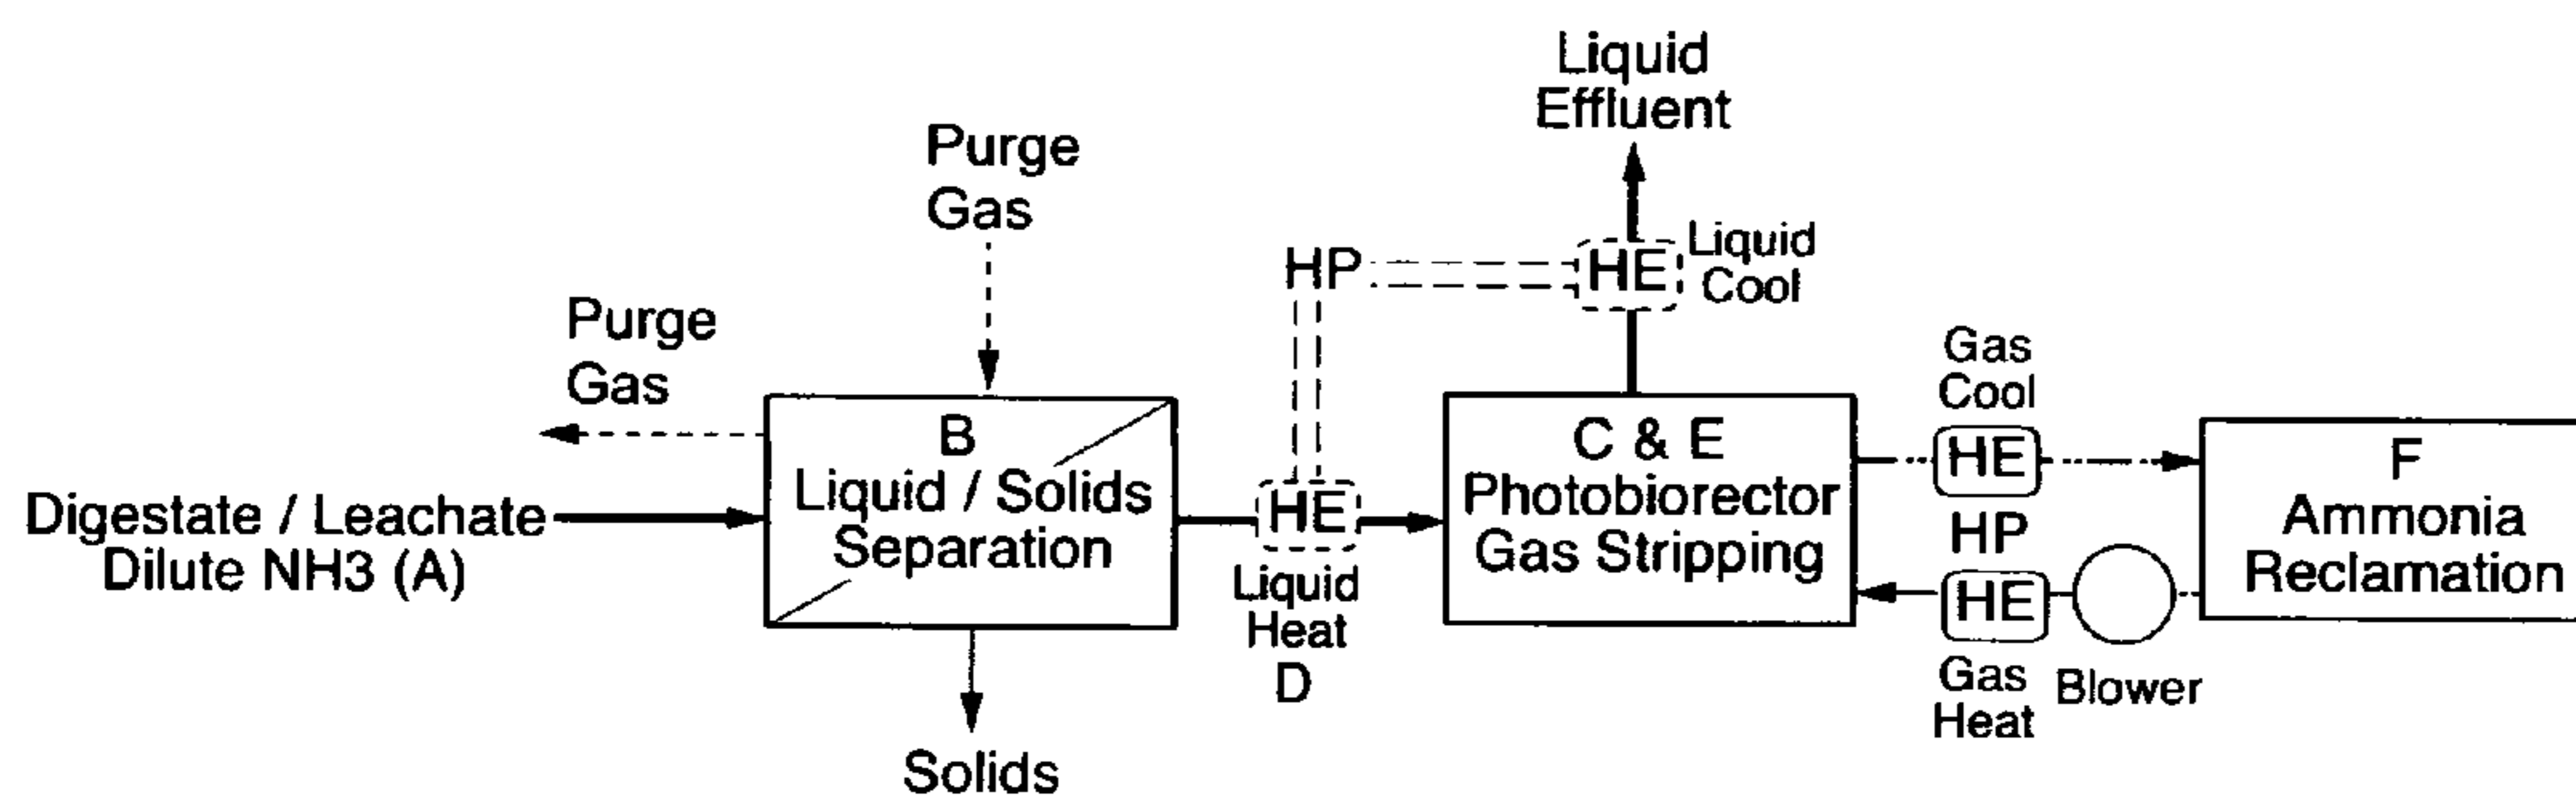 Liquid
Effluent
Purge
Gas
HP
HE
Liquid
Cool
Purge
Gas
Gas
Cool
B
Liquid / Solids
Separation
C & E
Photobiorector
Gas Stripping
HE
F
Ammonia
Reclamation
Digestate / Leachate
Dilute NH3 (A)
HE
Liquid
Heat
D
HP
HE
Gas
Heat
Blower
Solids